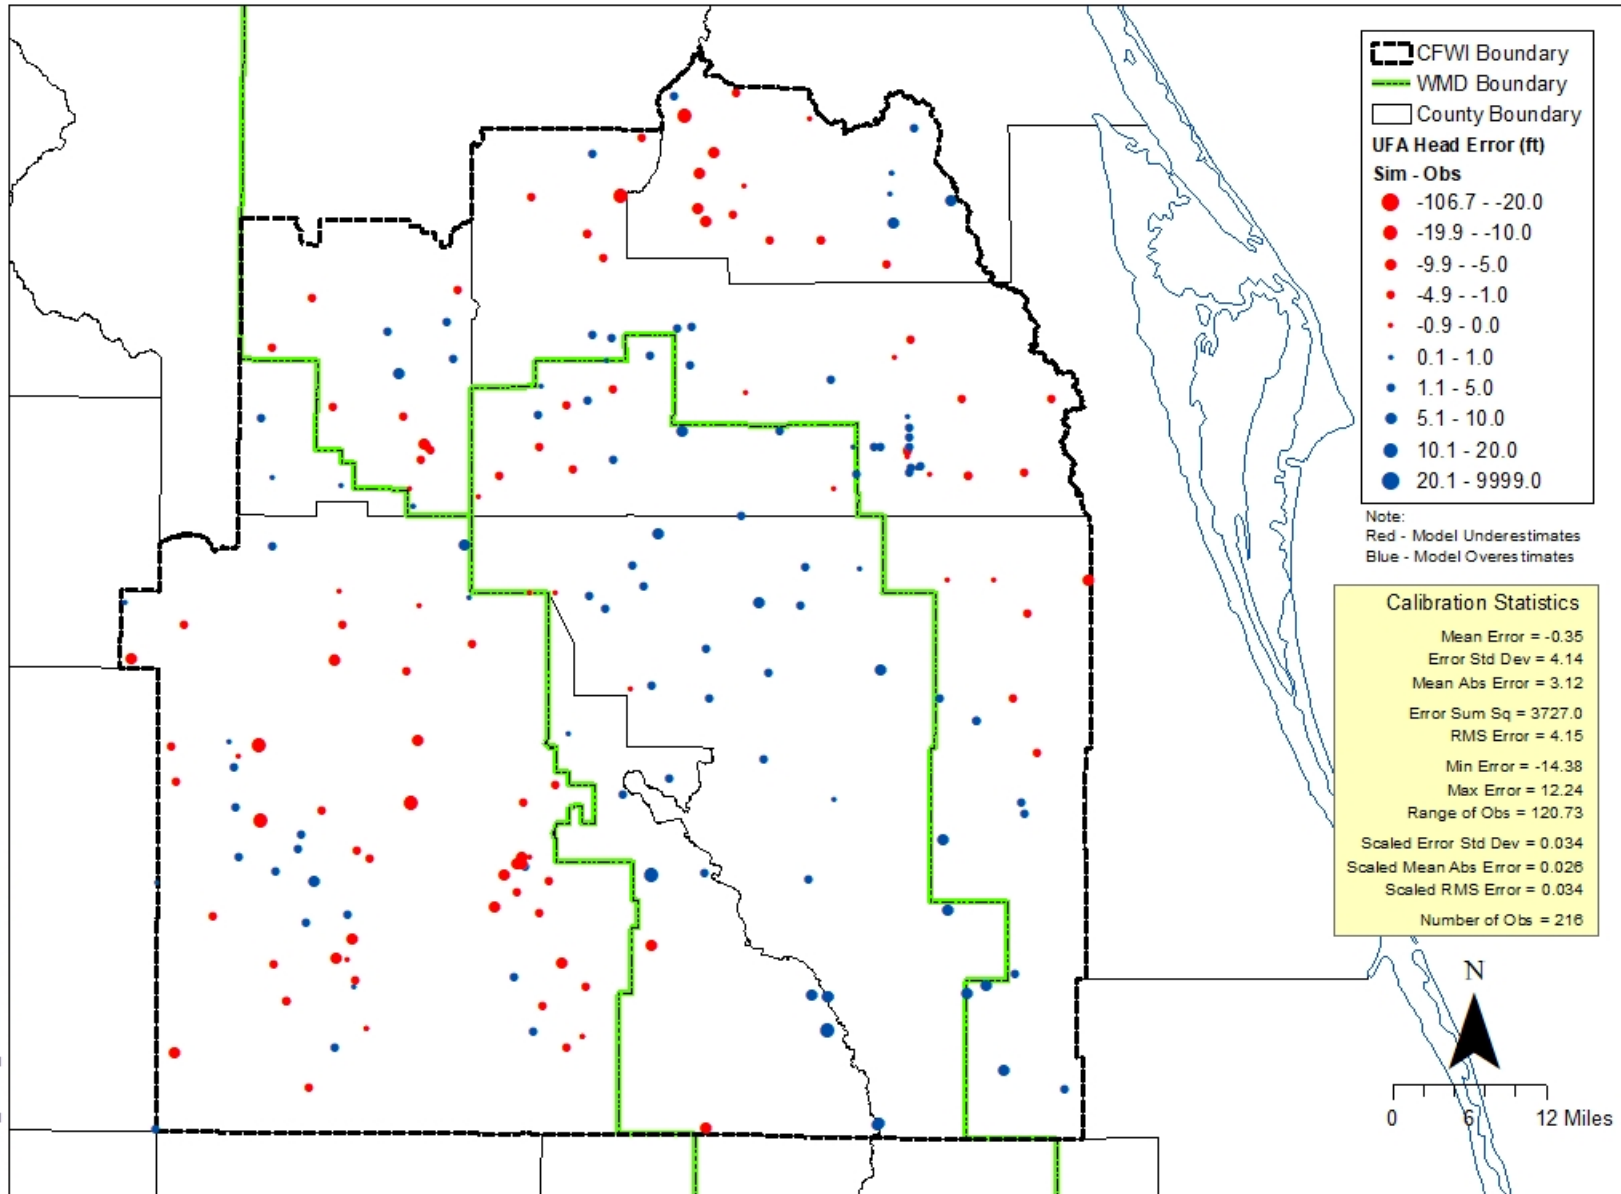 CFWI Boundary
WMD Boundary
County Boundary
UFA Head Error (ft)
Sim - Obs
-106.7 - -20.0
-19.9 - -10.0
-9.9 - -5.0
-4.9 - -1.0
-0.9 - 0.0
0.1 - 1.0
1.1 - 5.0
5.1 - 10.0
10.1 - 20.0
20.1 - 9999.0
Note:
Red - Model Underestimates
Blue - Model Overestimates
Calibration Statistics
Mean Error = -0.35
Error Std Dev = 4.14
Mean Abs Error = 3.12
Error Sum Sq = 3727.0
RMS Error = 4.15
Min Error = -14.38
Max Error = 12.24
Range of Obs = 120.73
Scaled Error Std Dev = 0.034
Scaled Mean Abs Error = 0.026
Scaled RMS Error = 0.034
Number of Obs = 216
N
0 6 12 Miles